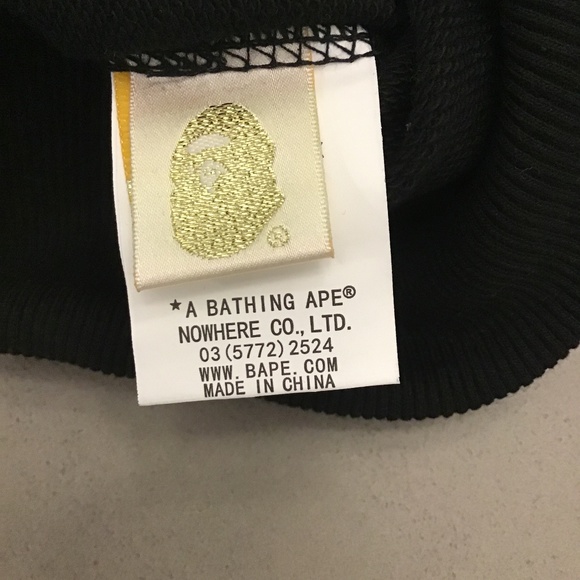 ®
★A BATHING APE®
NOWHERE CO., LTD.
03(5772)2524
WWW.BAPE.COM
MADE IN CHINA